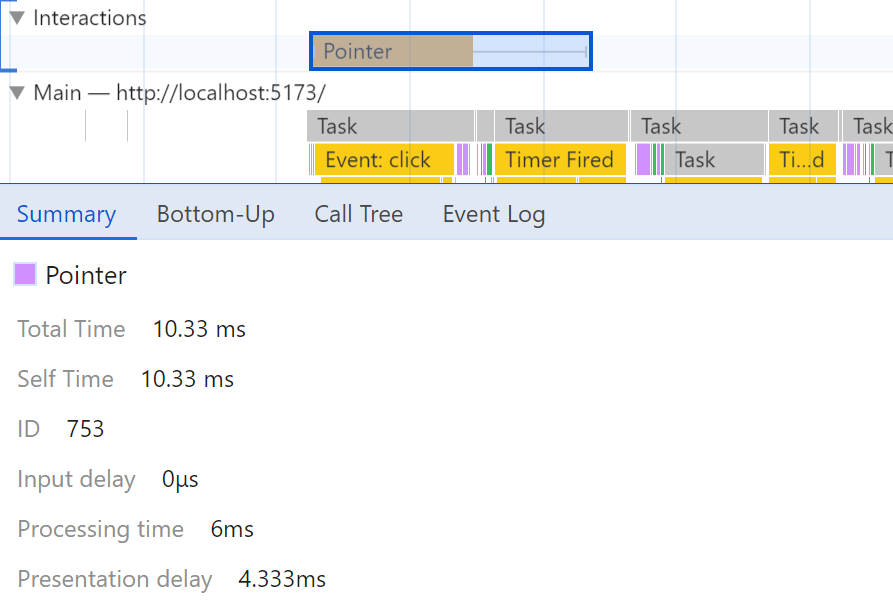 Interactions
Pointer
Main — http://localhost:5173/
Task Task Task Task Task
Event: click Timer Fired Task Ti...d
Summary Bottom-Up Call Tree Event Log
Pointer
Total Time 10.33 ms
Self Time 10.33 ms
ID 753
Input delay 0μs
Processing time 6ms
Presentation delay 4.333ms